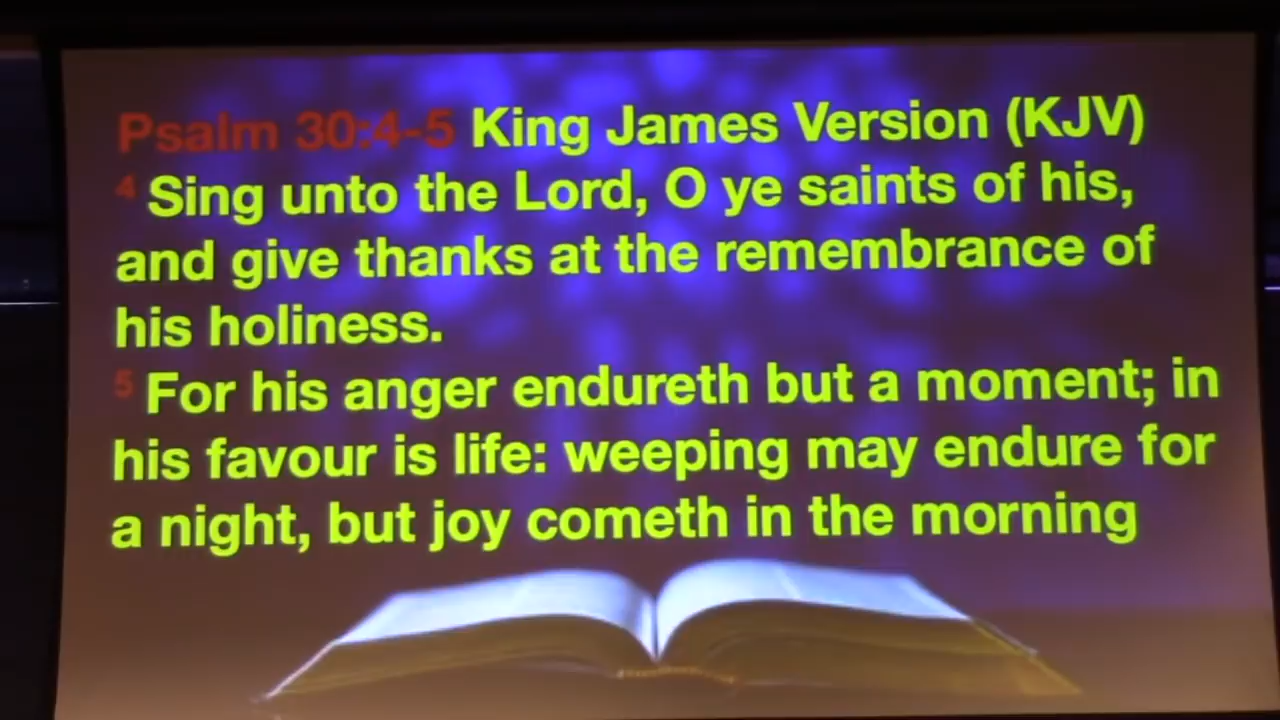 Psalm 30:4-5 King James Version (KJV)
4 Sing unto the Lord, O ye saints of his,
and give thanks at the remembrance of
his holiness.
5 For his anger endureth but a moment; in
his favour is life: weeping may endure for
a night, but joy cometh in the morning